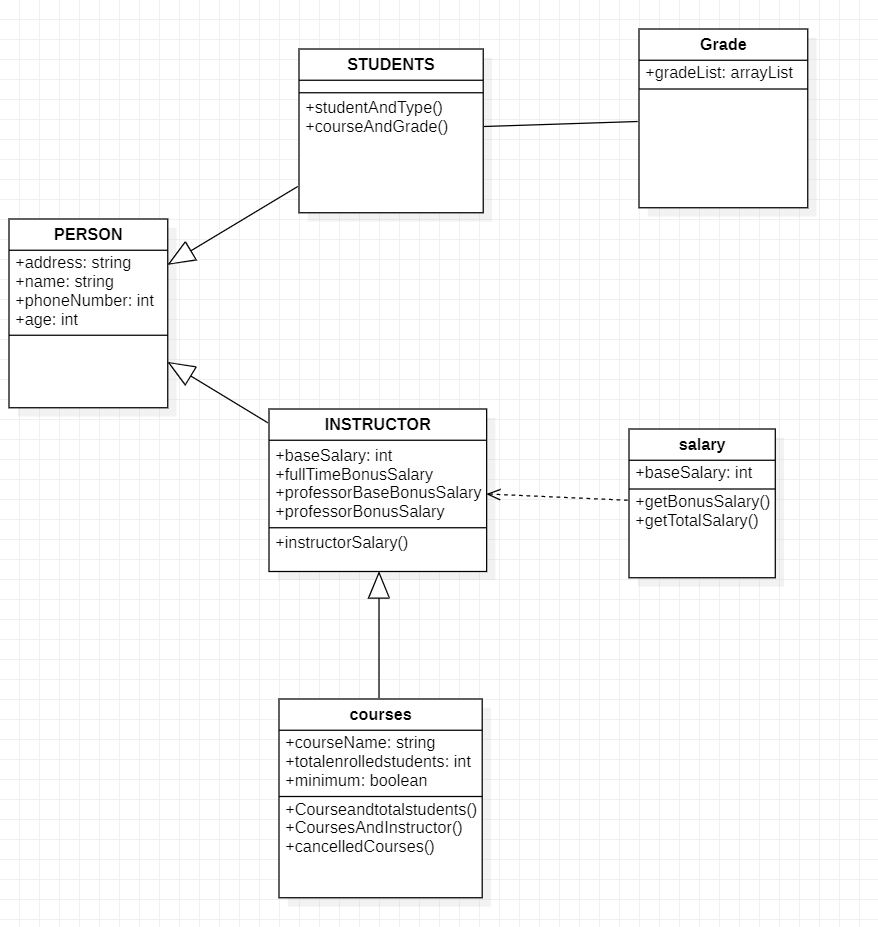 STUDENTS
+studentAndType()
+courseAndGrade()
Grade
+gradeList: arrayList
PERSON
+address: string
+name: string
+phoneNumber: int
+age: int
INSTRUCTOR
+baseSalary: int
+fullTimeBonusSalary
+professorBaseBonusSalary
+professorBonusSalary
+instructorSalary()
salary
+baseSalary: int
+getBonusSalary()
+getTotalSalary()
courses
+courseName: string
+totalenrolledstudents: int
+minimum: boolean
+Courseandtotalstudents()
+CoursesAndInstructor()
+cancelledCourses()